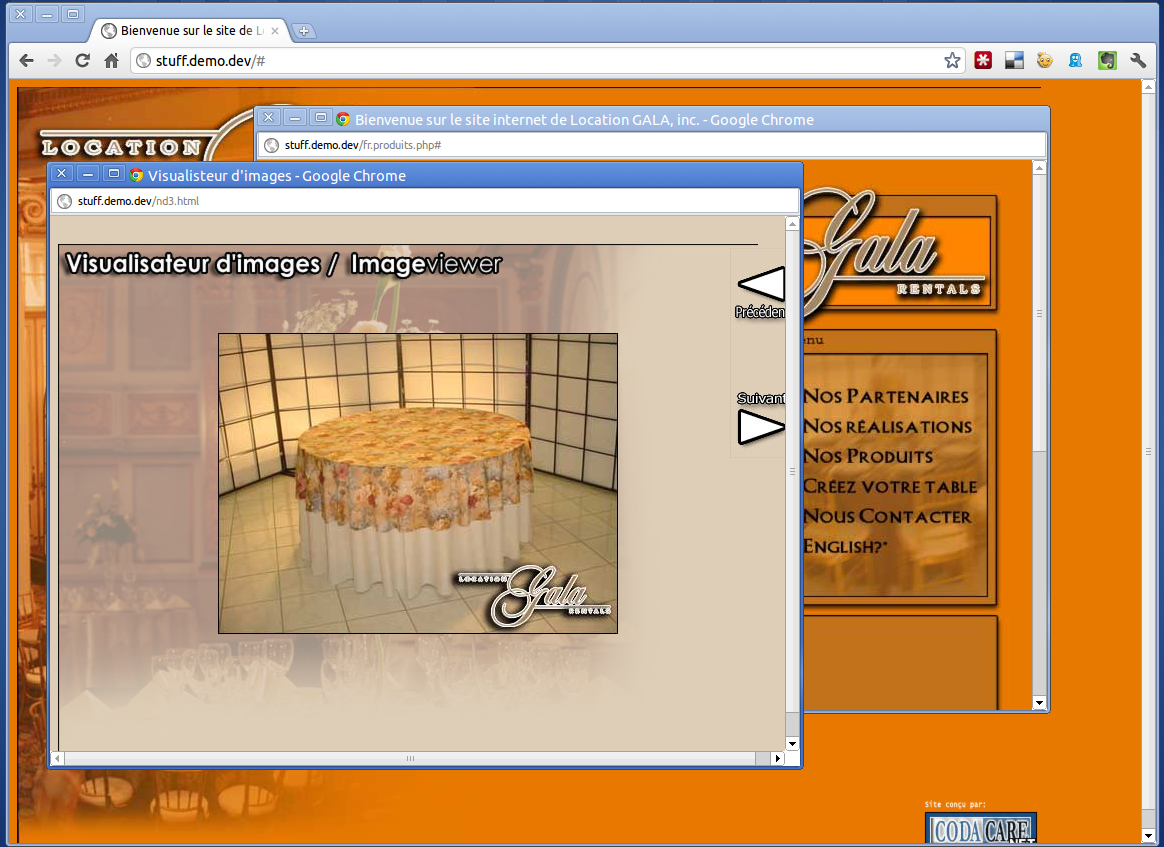 Bienvenue sur le site de L
stuff.demo.dev/#
LOCATION
Bienvenue sur le site internet de Location GALA, inc. - Google Chrome
stuff.demo.dev/fr.produits.php#
Visualisteur d'images - Google Chrome
stuff.demo.dev/nd3.html
Visualisateur d'images / Imageviewer
Précéden
Suivant
LOCATION
Gala
RENTALS
Gala
RENTALS
enu
NOS PARTENAIRES
NOS RÉALISATIONS
NOS PRODUITS
CRÉEZ VOTRE TABLE
NOUS CONTACTER
ENGLISH?*
Site conçu par:
CODA CARE
.NET